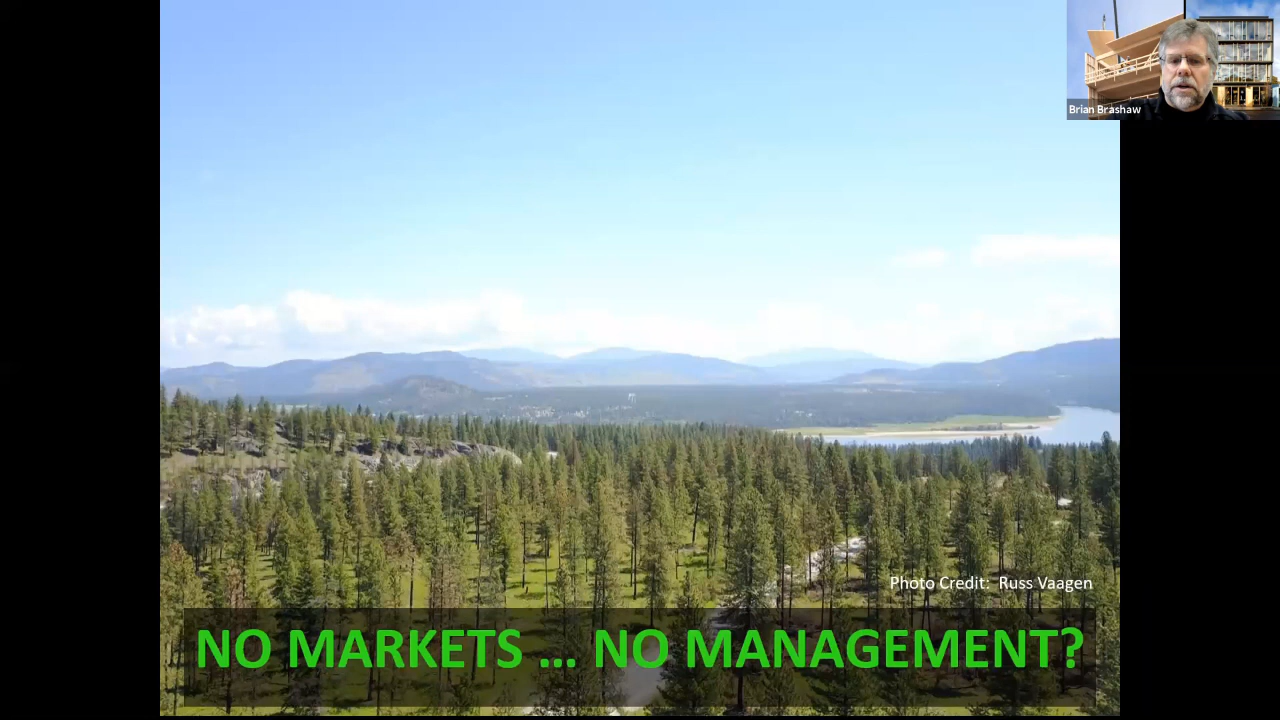 Brian Brashaw
Photo Credit: Russ Vaagen
NO MARKETS ... NO MANAGEMENT?